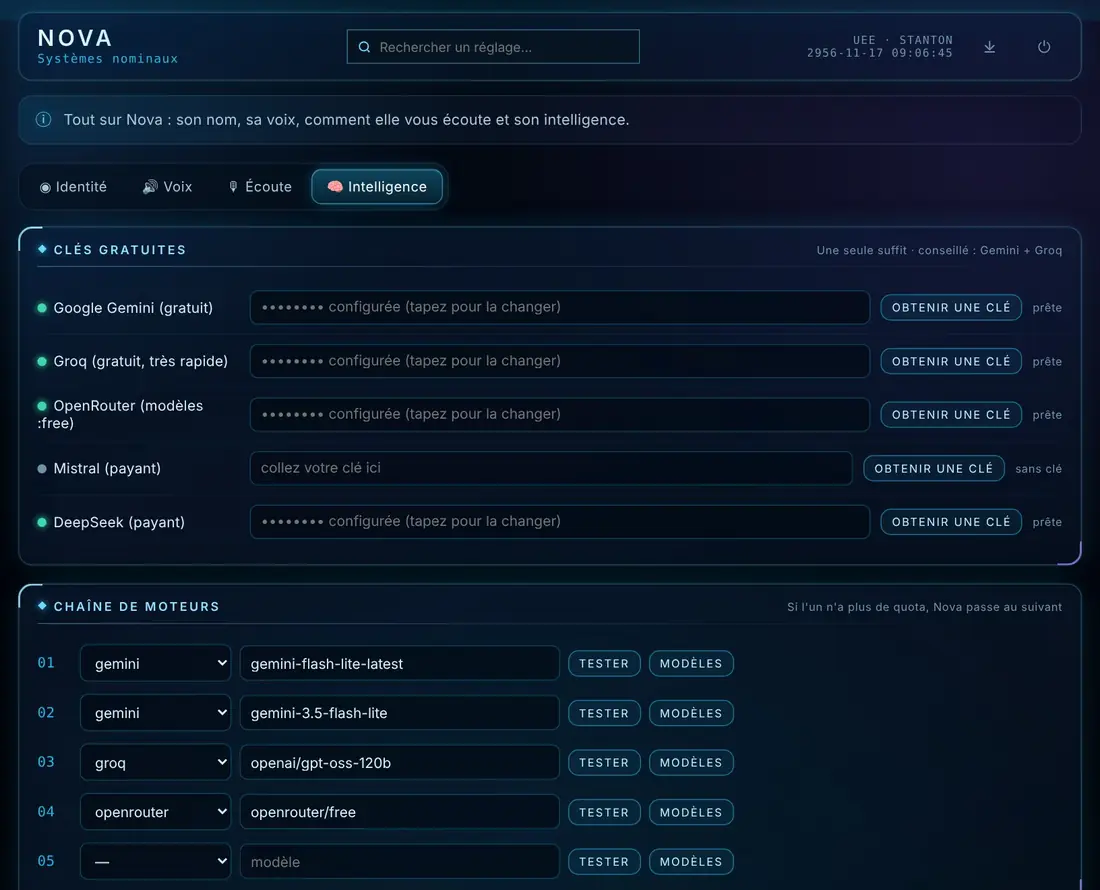 NOVA
Systèmes nominaux
Rechercher un réglage...
UEE · STANTON
2956-11-17 09:06:45
Tout sur Nova : son nom, sa voix, comment elle vous écoute et son intelligence.
Identité
Voix
Écoute
Intelligence
CLÉS GRATUITES
Une seule suffit · conseillé : Gemini + Groq
Google Gemini (gratuit)
•••••••• configurée (tapez pour la changer)
OBTENIR UNE CLÉ
prête
Groq (gratuit, très rapide)
•••••••• configurée (tapez pour la changer)
OBTENIR UNE CLÉ
prête
OpenRouter (modèles
:free)
•••••••• configurée (tapez pour la changer)
OBTENIR UNE CLÉ
prête
Mistral (payant)
collez votre clé ici
OBTENIR UNE CLÉ
sans clé
DeepSeek (payant)
•••••••• configurée (tapez pour la changer)
OBTENIR UNE CLÉ
prête
CHAÎNE DE MOTEURS
Si l'un n'a plus de quota, Nova passe au suivant
01
gemini
gemini-flash-lite-latest
TESTER
MODÈLES
02
gemini
gemini-3.5-flash-lite
TESTER
MODÈLES
03
groq
openai/gpt-oss-120b
TESTER
MODÈLES
04
openrouter
openrouter/free
TESTER
MODÈLES
05
—
modèle
TESTER
MODÈLES